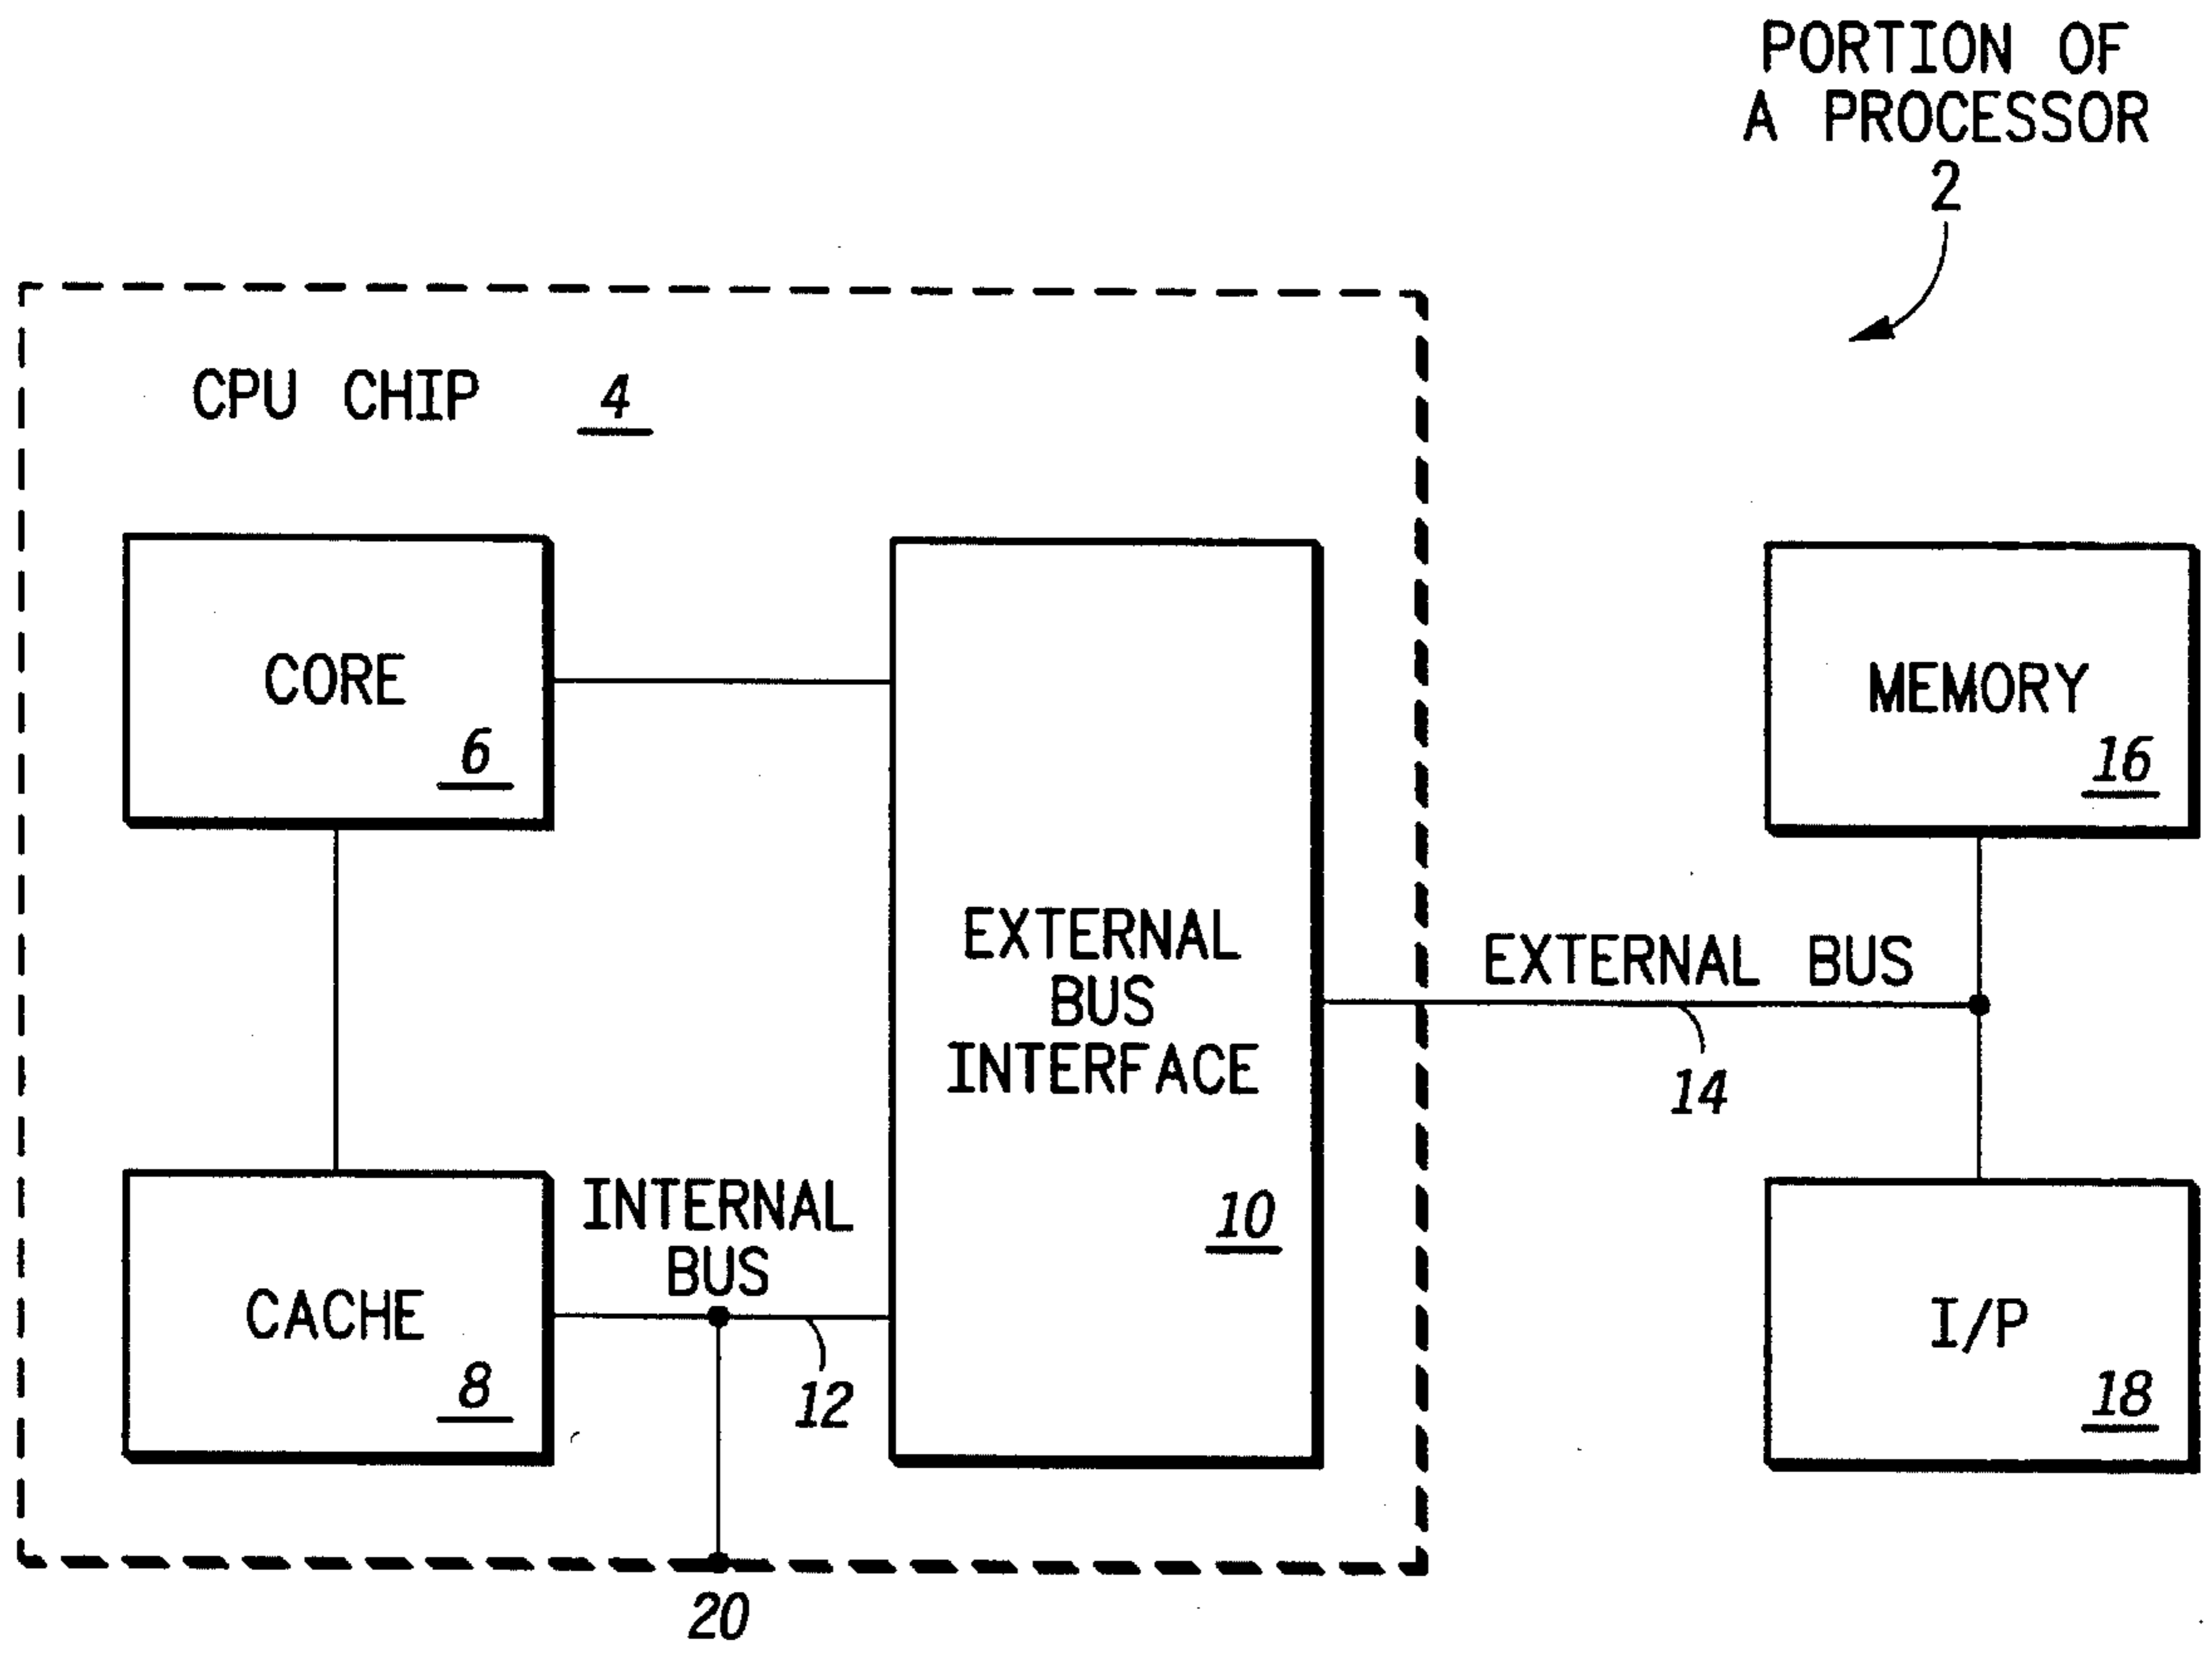 PORTION OF
A PROCESSOR
2
CPU CHIP 4
CORE
6
MEMORY
16
EXTERNAL
BUS
INTERFACE
10
EXTERNAL BUS
14
INTERNAL
BUS
12
CACHE
8
I/P
18
20